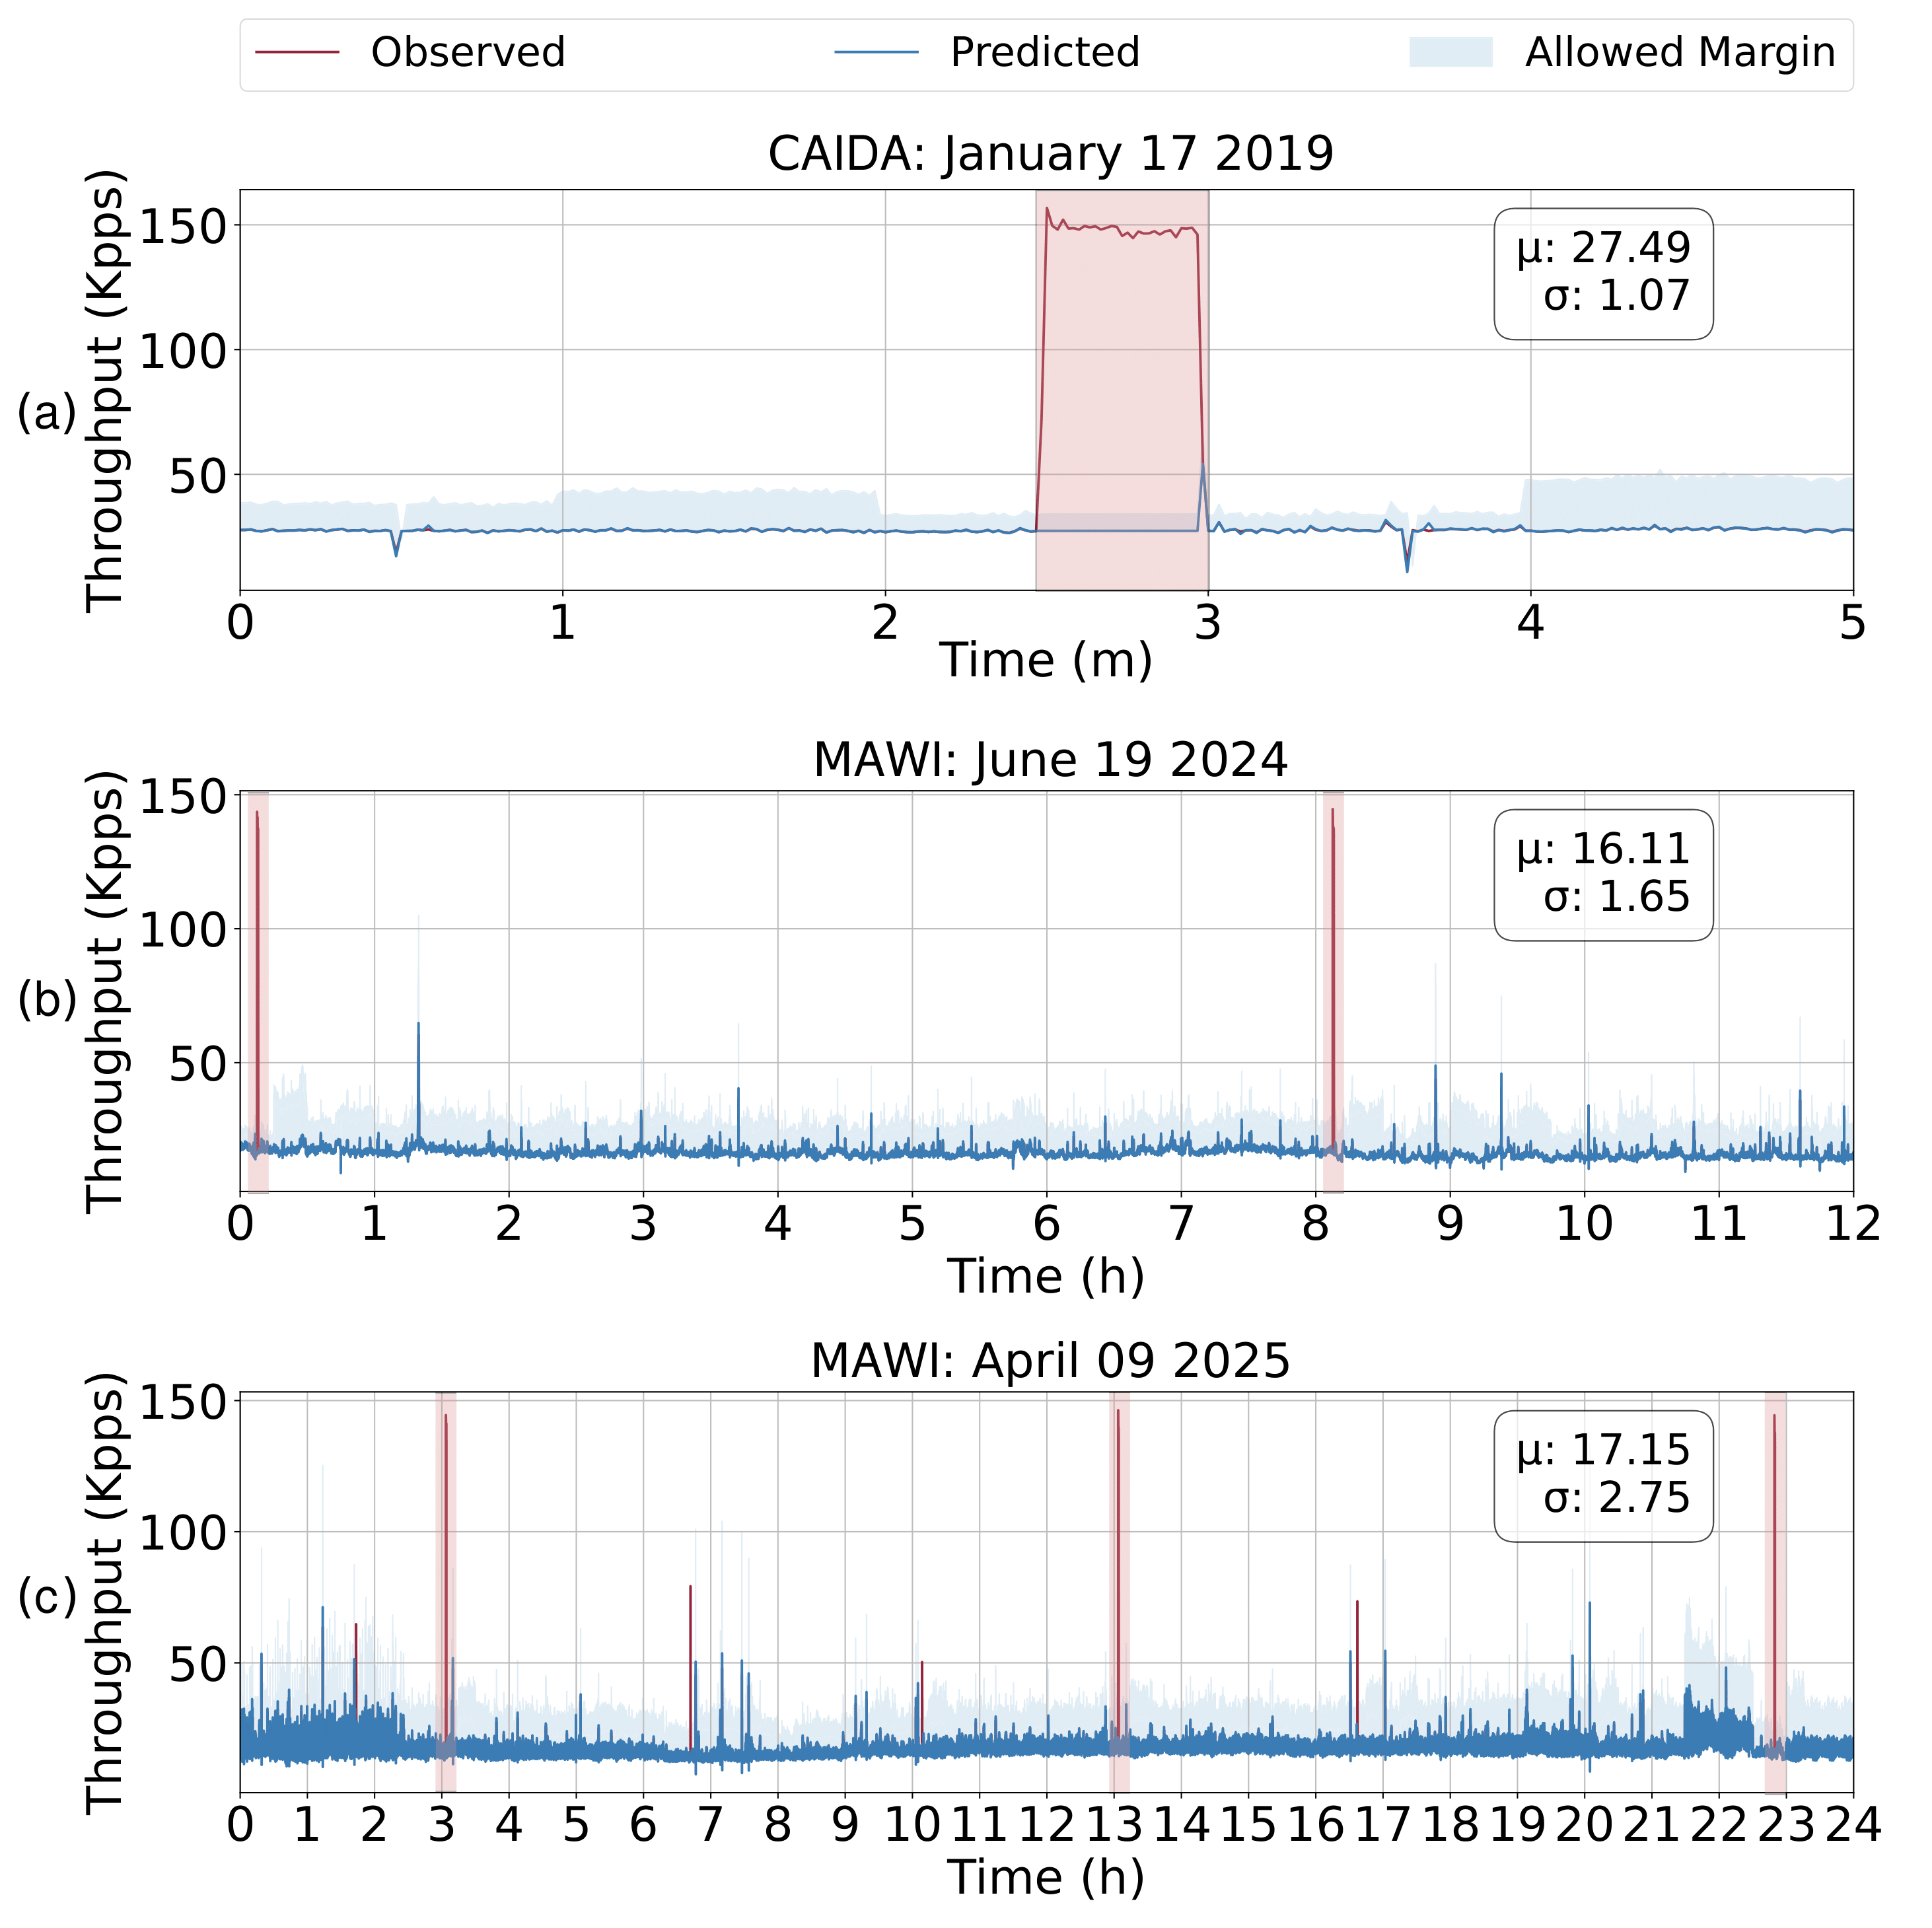 Observed Predicted Allowed Margin
CAIDA: January 17 2019
(a)
Throughput (Kpps)
150
100
50
μ: 27.49
σ: 1.07
0 1 2 3 4 5
Time (m)
MAWI: June 19 2024
(b)
Throughput (Kpps)
150
100
50
μ: 16.11
σ: 1.65
0 1 2 3 4 5 6 7 8 9 10 11 12
Time (h)
MAWI: April 09 2025
(c)
Throughput (Kpps)
150
100
50
μ: 17.15
σ: 2.75
0 1 2 3 4 5 6 7 8 9 10 11 12 13 14 15 16 17 18 19 20 21 22 23 24
Time (h)